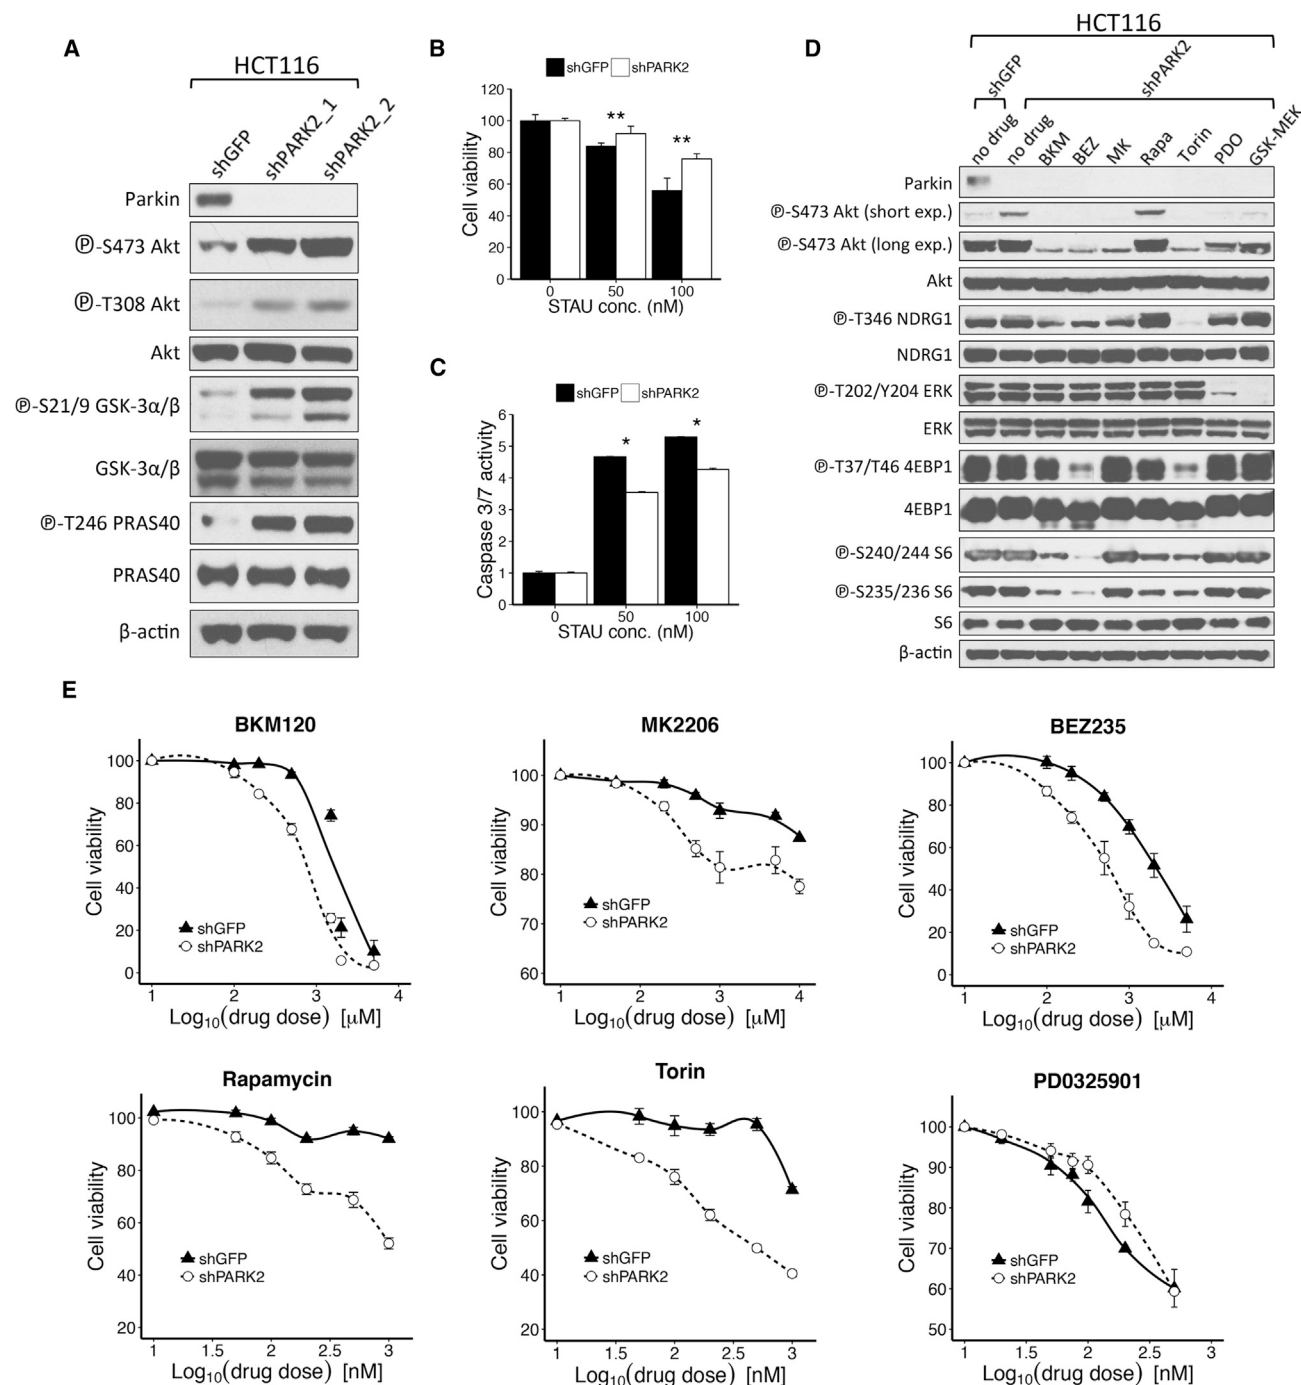 A
HCT116
shGFP
shPARK2_1
shPARK2_2
Parkin
Ⓟ-S473 Akt
Ⓟ-T308 Akt
Akt
Ⓟ-S21/9 GSK-3α/β
GSK-3α/β
Ⓟ-T246 PRAS40
PRAS40
β-actin
B
shGFP shPARK2
Cell viability
120
100
80
60
40
20
0
0 50 100
STAU conc. (nM)
** **
C
shGFP shPARK2
Caspase 3/7 activity
6
5
4
3
2
1
0
0 50 100
STAU conc. (nM)
* *
D
HCT116
shGFP
shPARK2
no drug
no drug
BKM
BEZ
MK
Rapa
Torin
PDO
GSK-MEK
Parkin
Ⓟ-S473 Akt (short exp.)
Ⓟ-S473 Akt (long exp.)
Akt
Ⓟ-T346 NDRG1
NDRG1
Ⓟ-T202/Y204 ERK
ERK
Ⓟ-T37/T46 4EBP1
4EBP1
Ⓟ-S240/244 S6
Ⓟ-S235/236 S6
S6
β-actin
E
BKM120
Cell viability
100
80
60
40
20
0
shGFP
shPARK2
1 2 3 4
Log10(drug dose) [µM]
MK2206
Cell viability
100
90
80
70
60
shGFP
shPARK2
1 2 3 4
Log10(drug dose) [µM]
BEZ235
Cell viability
100
80
60
40
20
0
shGFP
shPARK2
1 2 3 4
Log10(drug dose) [µM]
Rapamycin
Cell viability
100
80
60
40
20
shGFP
shPARK2
1 1.5 2 2.5 3
Log10(drug dose) [nM]
Torin
Cell viability
100
80
60
40
20
shGFP
shPARK2
1 1.5 2 2.5 3
Log10(drug dose) [nM]
PD0325901
Cell viability
100
90
80
70
60
50
shGFP
shPARK2
1 1.5 2 2.5 3
Log10(drug dose) [nM]